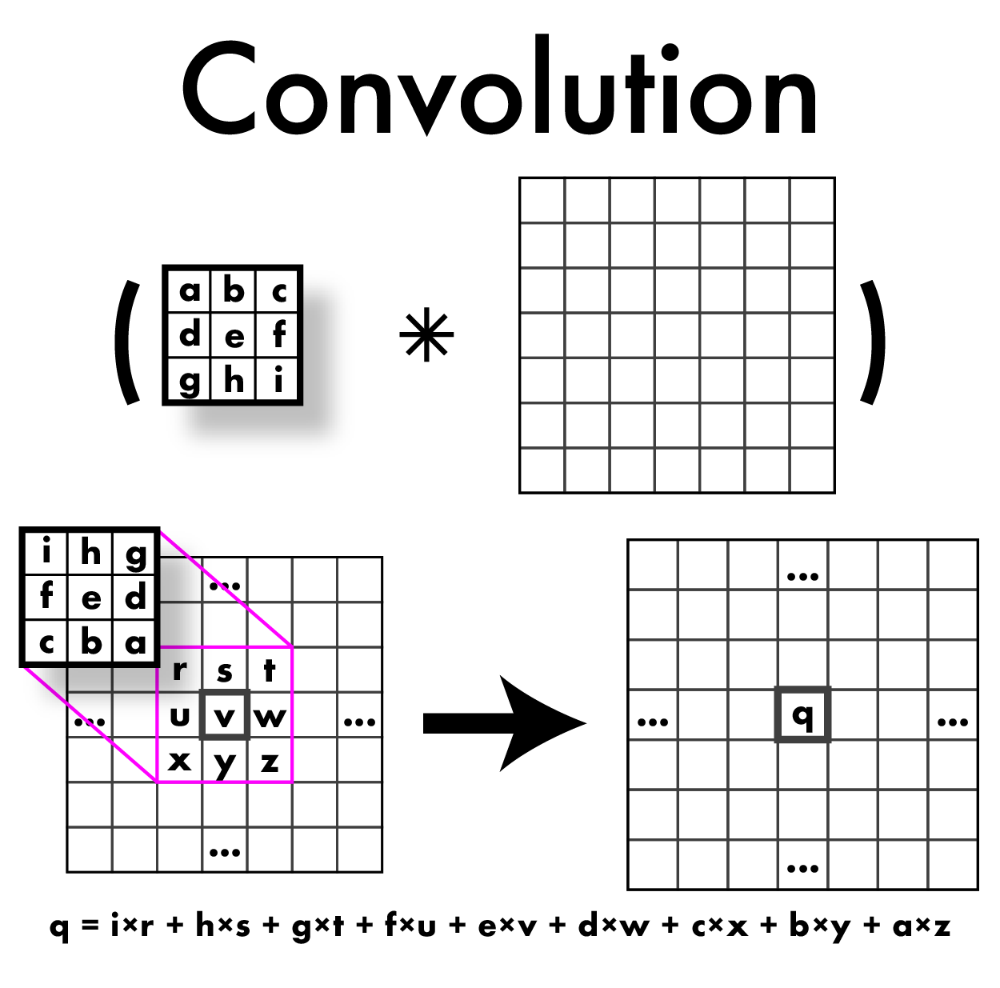 Convolution
( a b c
d e f
g h i * )
i h g
f e d
c b a
...
r s t
... u v w ...
x y z
...
...
... q ...
...
q = i×r + h×s + g×t + f×u + e×v + d×w + c×x + b×y + a×z